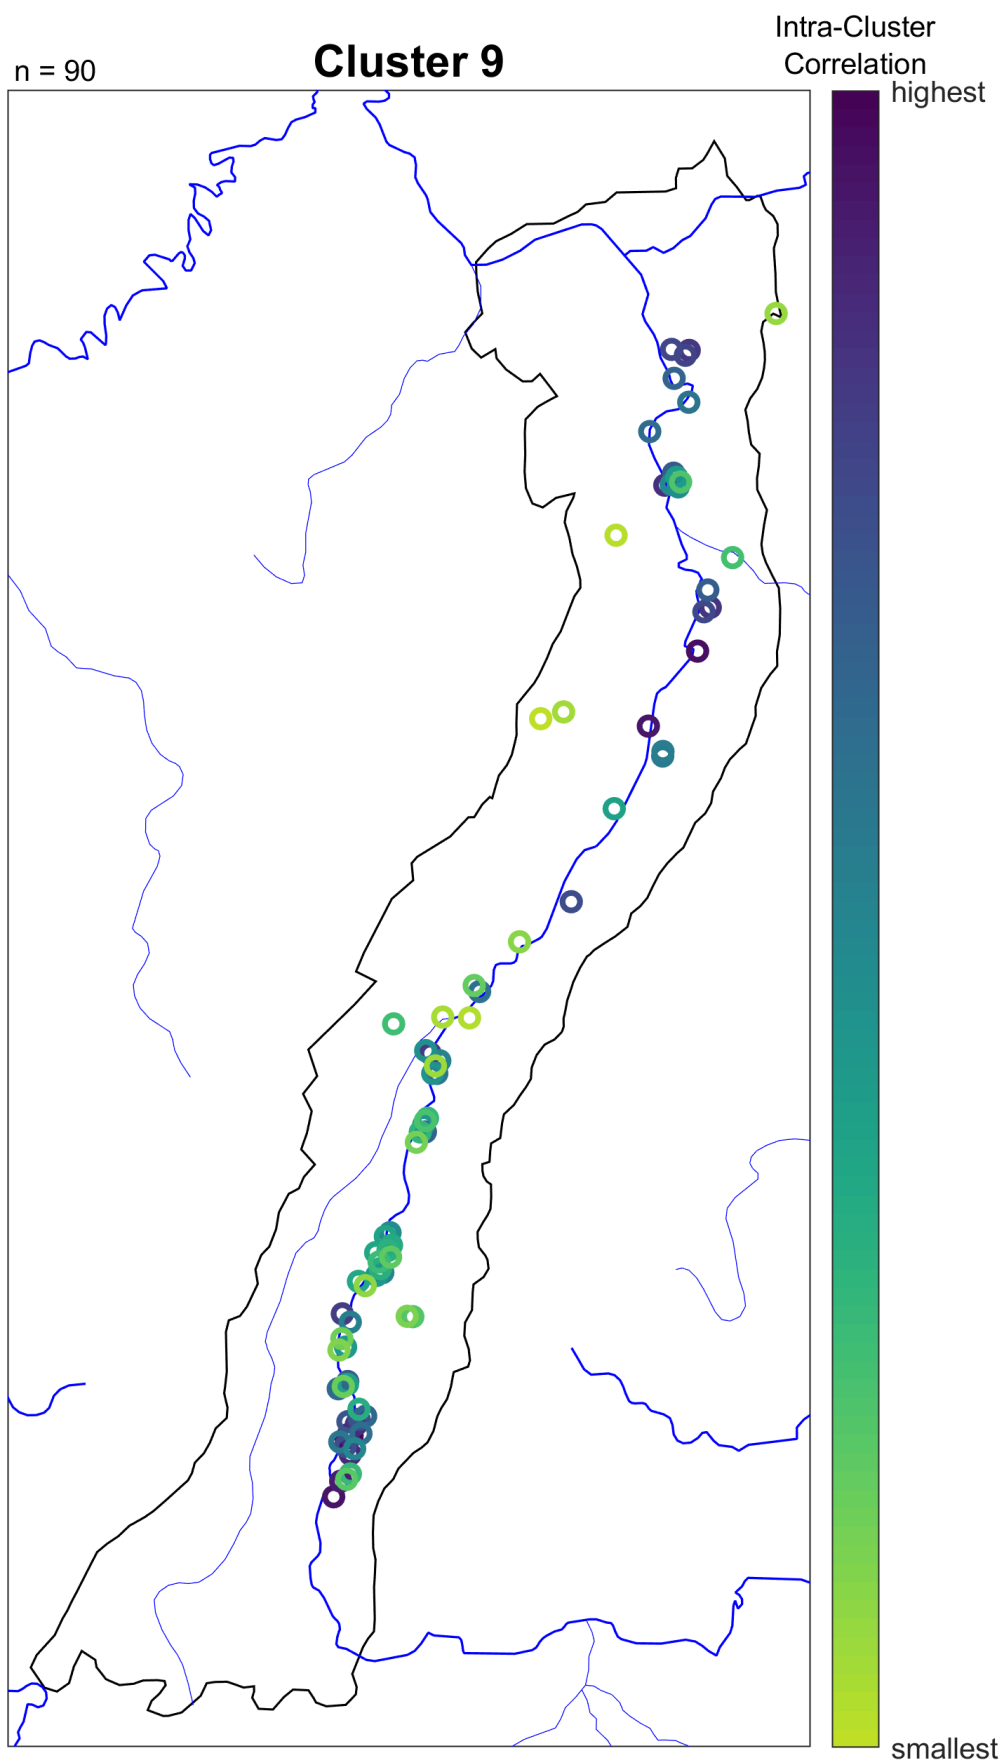 n = 90
Cluster 9
Intra-Cluster
Correlation
highest
smallest